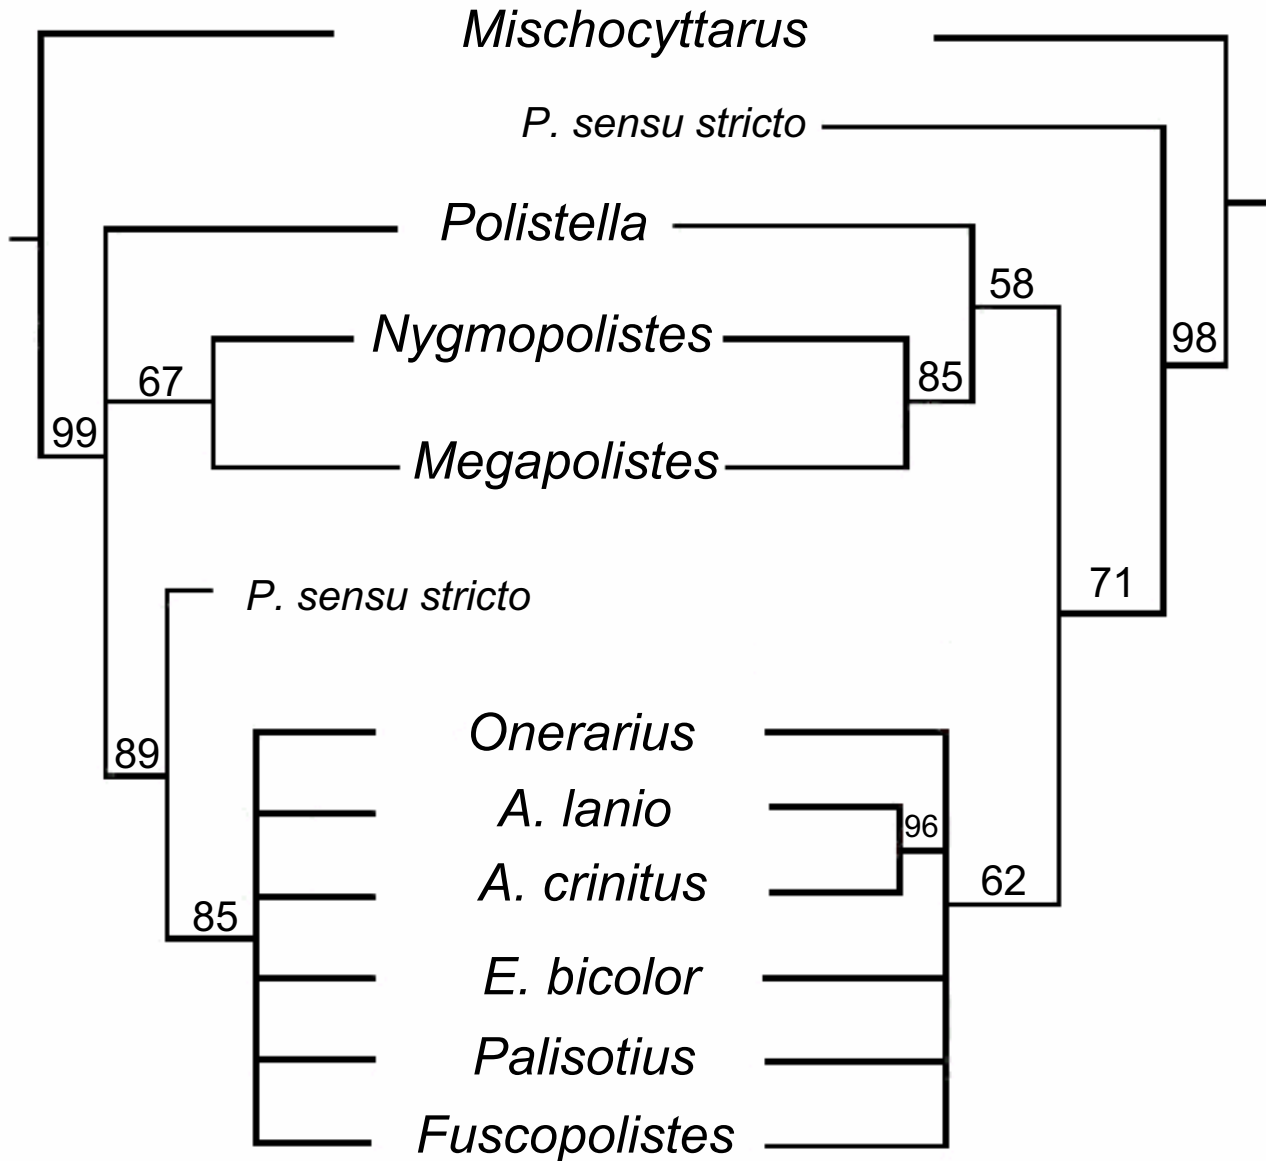 Mischocyttarus
P. sensu stricto
Polistella
58
Nygmopolistes
98
67
85
99
Megapolistes
71
P. sensu stricto
Onerarius
89
A. lanio
96
A. crinitus
62
85
E. bicolor
Palisotius
Fuscopolistes